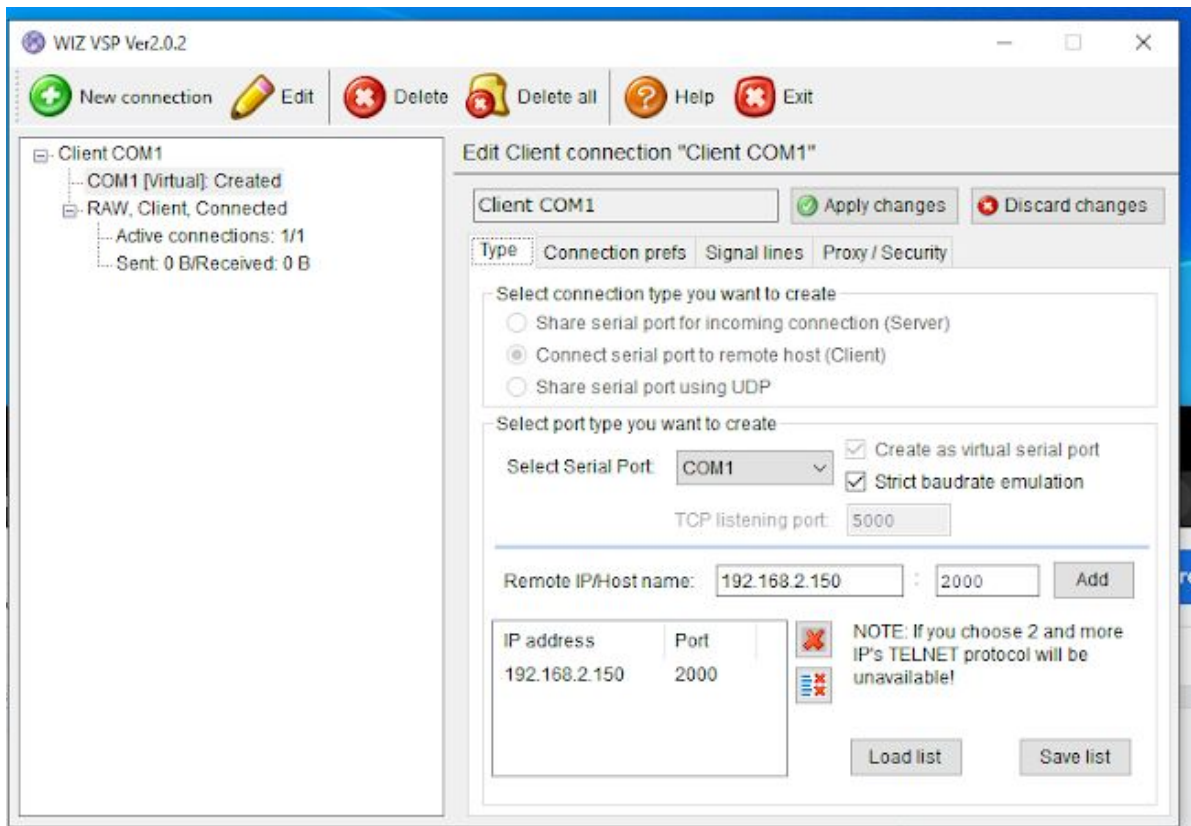 WIZ VSP Ver2.0.2
New connection Edit Delete Delete all Help Exit
Client COM1
COM1 [Virtual]: Created
RAW, Client, Connected
Active connections: 1/1
Sent: 0 B/Received: 0 B
Edit Client connection "Client COM1"
Client COM1 Apply changes Discard changes
Type Connection prefs Signal lines Proxy / Security
Select connection type you want to create
Share serial port for incoming connection (Server)
Connect serial port to remote host (Client)
Share serial port using UDP
Select port type you want to create
Create as virtual serial port
Select Serial Port: COM1
Strict baudrate emulation
TCP listening port: 5000
Remote IP/Host name: 192.168.2.150 : 2000 Add
IP address Port
192.168.2.150 2000
NOTE: If you choose 2 and more
IP's TELNET protocol will be
unavailable!
Load list Save list